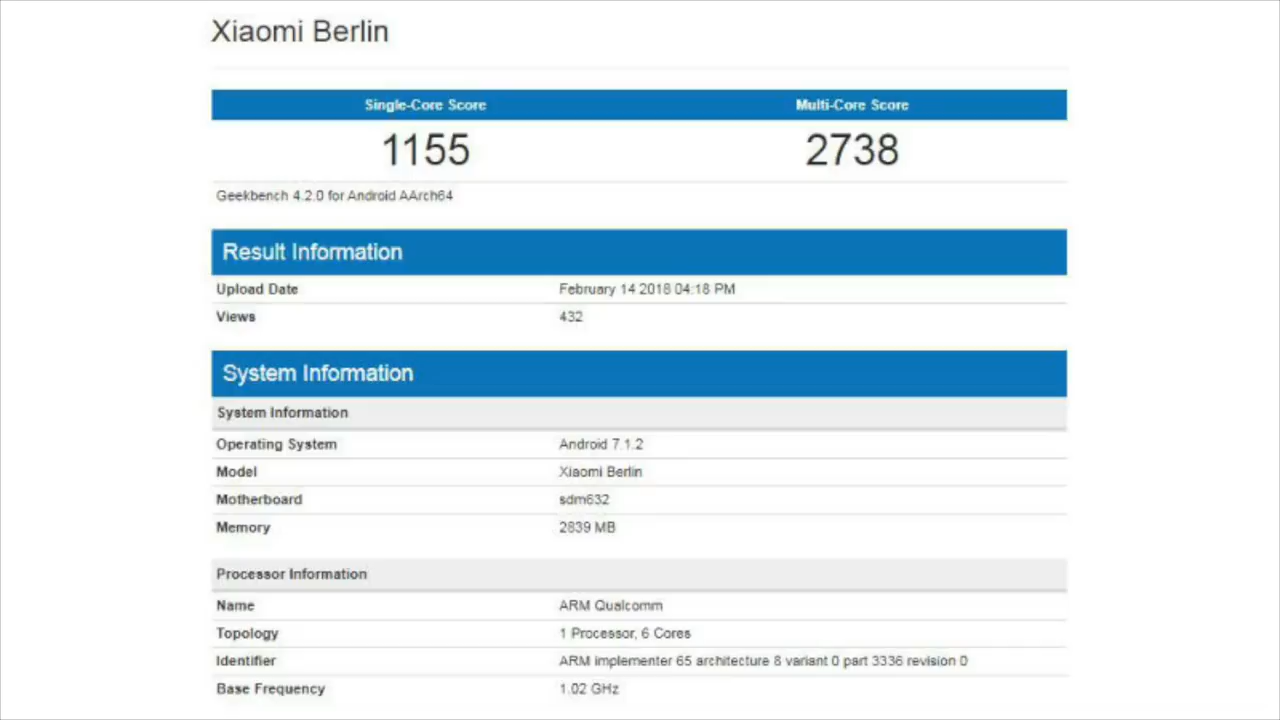 Xiaomi Berlin
Single-Core Score Multi-Core Score
1155 2738
Geekbench 4.2.0 for Android AArch64
Result Information
Upload Date February 14 2018 04:18 PM
Views 432
System Information
System Information
Operating System Android 7.1.2
Model Xiaomi Berlin
Motherboard sdm632
Memory 2839 MB
Processor Information
Name ARM Qualcomm
Topology 1 Processor, 6 Cores
Identifier ARM implementer 65 architecture 8 variant 0 part 3336 revision 0
Base Frequency 1.02 GHz